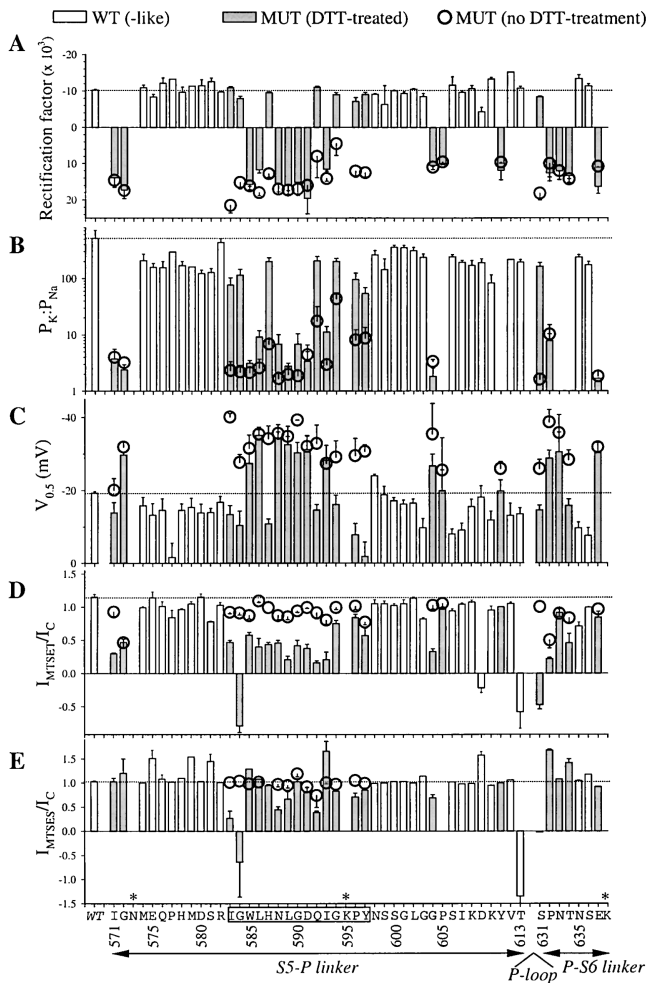 WT (-like) MUT (DTT-treated) MUT (no DTT-treatment)
A
Rectification factor (x 10³)
-20
-10
0
10
20
B
P_K:P_Na
100
10
1
C
V_0.5 (mV)
-40
-20
0
D
I_MTSET/I_C
1.5
1.0
0.5
0.0
-0.5
E
I_MTSES/I_C
1.5
1.0
0.5
0.0
-0.5
-1.0
-1.5
* * *
WT IGNMEQPHMDSRIGWLHNLGDQIGKPYNSSGLGGPSIKDKYVT SPNTNSEK
571 575 580 585 590 595 600 605 613 631 635
S5-P linker P-loop P-S6 linker